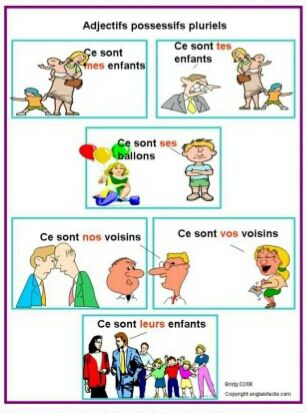 Adjectifs possessifs pluriels
Ce sont
mes enfants
Ce sont tes
enfants
Ce sont ses
ballons
Ce sont nos voisins
Ce sont vos voisins
Ce sont leurs enfants
Bridg 02/08
Copyright anglaisfacile.com